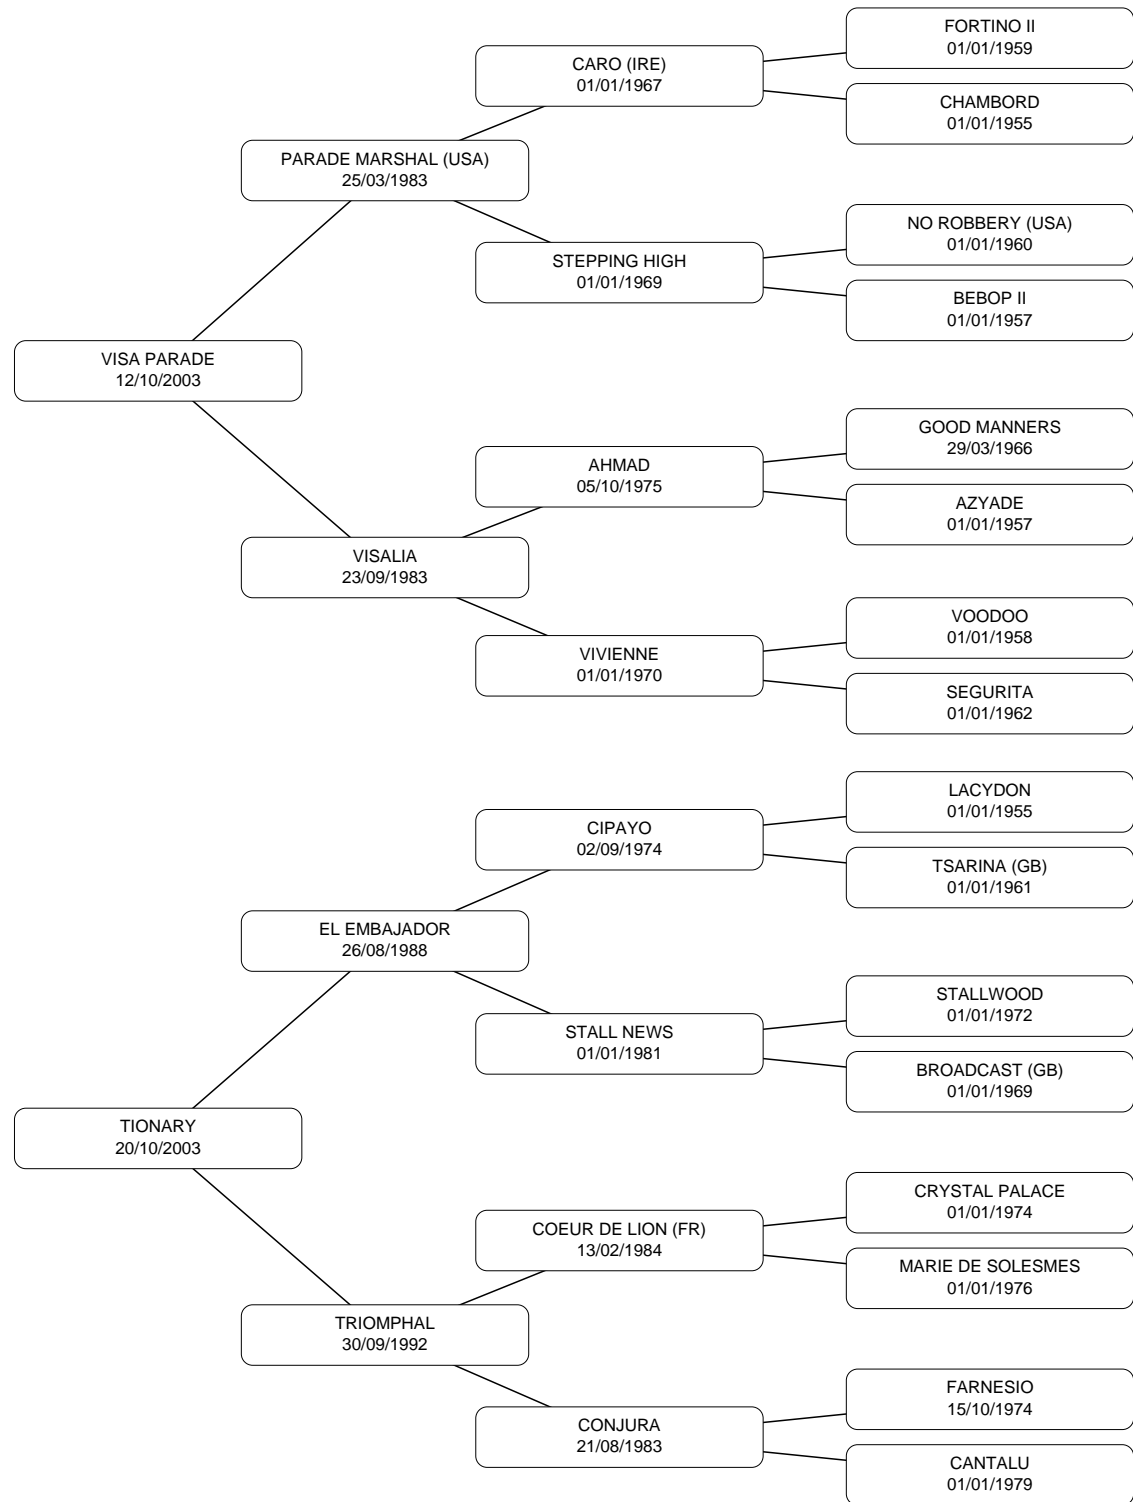 FORTINO II
01/01/1959
CARO (IRE)
01/01/1967
CHAMBORD
01/01/1955
PARADE MARSHAL (USA)
25/03/1983
NO ROBBERY (USA)
01/01/1960
STEPPING HIGH
01/01/1969
BEBOP II
01/01/1957
VISA PARADE
12/10/2003
GOOD MANNERS
29/03/1966
AHMAD
05/10/1975
AZYADE
01/01/1957
VISALIA
23/09/1983
VOODOO
01/01/1958
VIVIENNE
01/01/1970
SEGURITA
01/01/1962
LACYDON
01/01/1955
CIPAYO
02/09/1974
TSARINA (GB)
01/01/1961
EL EMBAJADOR
26/08/1988
STALLWOOD
01/01/1972
STALL NEWS
01/01/1981
BROADCAST (GB)
01/01/1969
TIONARY
20/10/2003
CRYSTAL PALACE
01/01/1974
COEUR DE LION (FR)
13/02/1984
MARIE DE SOLESMES
01/01/1976
TRIOMPHAL
30/09/1992
FARNESIO
15/10/1974
CONJURA
21/08/1983
CANTALU
01/01/1979